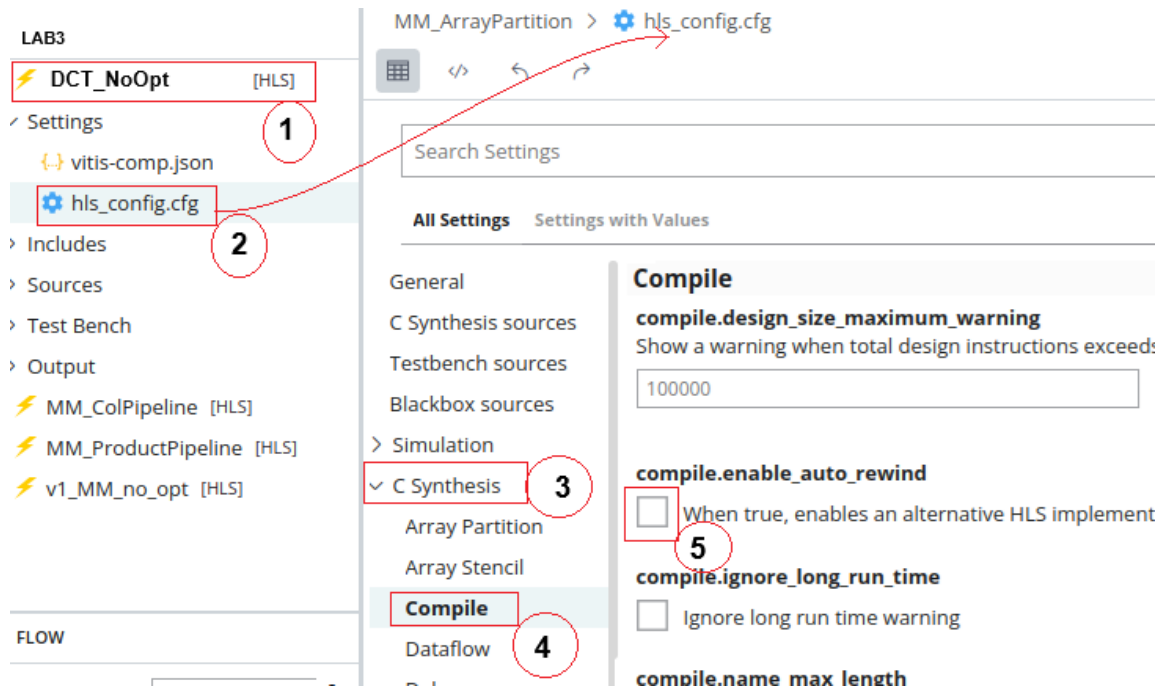 LAB3
DCT_NoOpt [HLS]
1
Settings
{..} vitis-comp.json
hls_config.cfg
2
Includes
Sources
Test Bench
Output
MM_ColPipeline [HLS]
MM_ProductPipeline [HLS]
v1_MM_no_opt [HLS]
FLOW
MM_ArrayPartition > hls_config.cfg
</>
Search Settings
All Settings Settings with Values
General
C Synthesis sources
Testbench sources
Blackbox sources
Simulation
C Synthesis 3
Array Partition
Array Stencil
Compile
4
Dataflow
Compile
compile.design_size_maximum_warning
Show a warning when total design instructions exceeds
100000
compile.enable_auto_rewind
When true, enables an alternative HLS implement
5
compile.ignore_long_run_time
Ignore long run time warning
compile.name_max_length